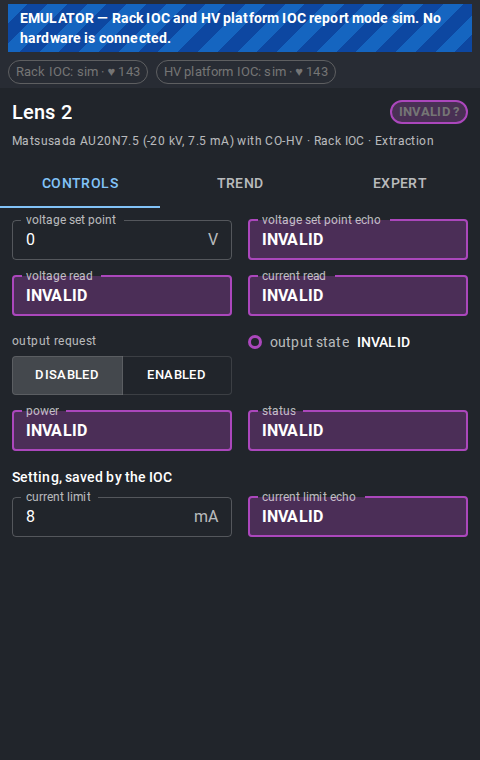 EMULATOR — Rack IOC and HV platform IOC report mode sim. No
hardware is connected.
Rack IOC: sim · ♥ 143
HV platform IOC: sim · ♥ 143
Lens 2
INVALID ?
Matsusada AU20N7.5 (-20 kV, 7.5 mA) with CO-HV · Rack IOC · Extraction
CONTROLS
TREND
EXPERT
voltage set point
0 V
voltage set point echo
INVALID
voltage read
INVALID
current read
INVALID
output request
DISABLED
ENABLED
output state INVALID
power
INVALID
status
INVALID
Setting, saved by the IOC
current limit
8 mA
current limit echo
INVALID